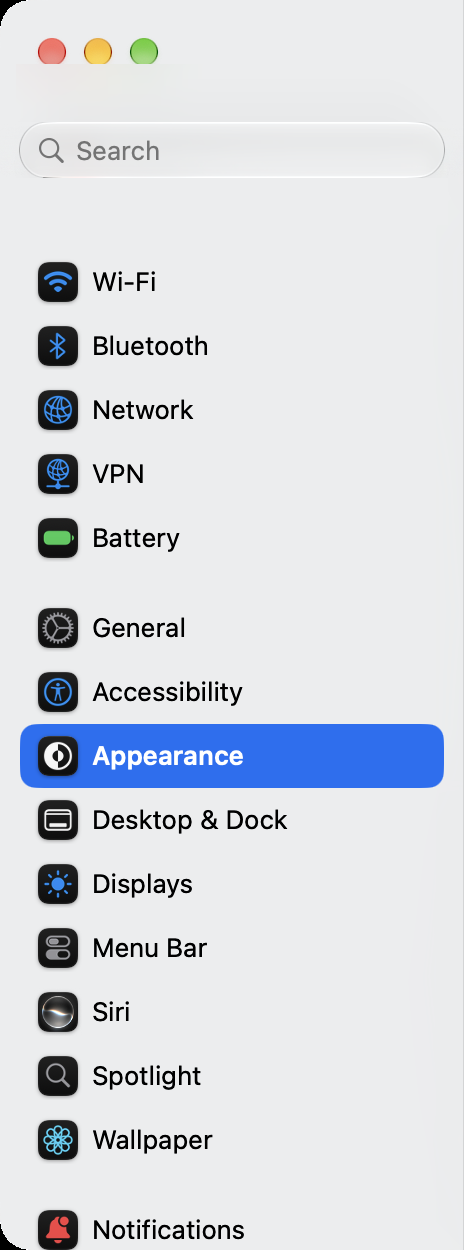 Search
Wi-Fi
Bluetooth
Network
VPN
Battery
General
Accessibility
Appearance
Desktop & Dock
Displays
Menu Bar
Siri
Spotlight
Wallpaper
Notifications